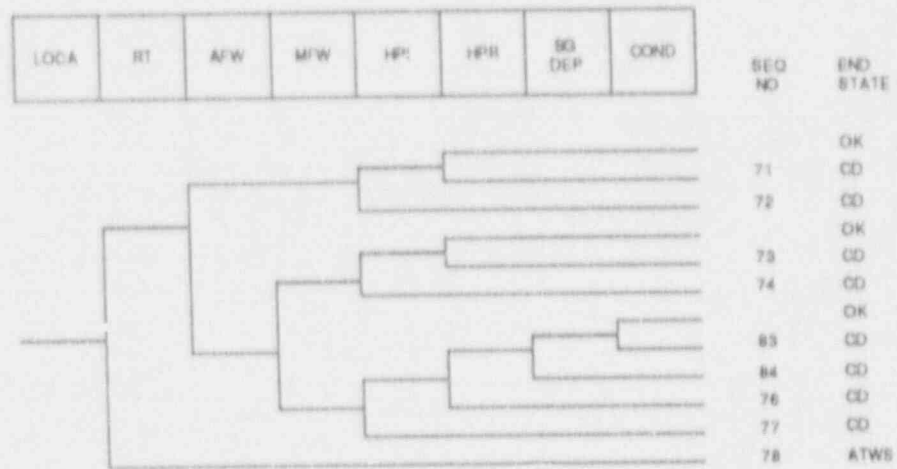 LOCA RT AFW MFW HPI HPR SG DEP COND SEQ NO END STATE
OK
71 CD
72 CD
OK
73 CD
74 CD
OK
83 CD
84 CD
76 CD
77 CD
78 ATWS